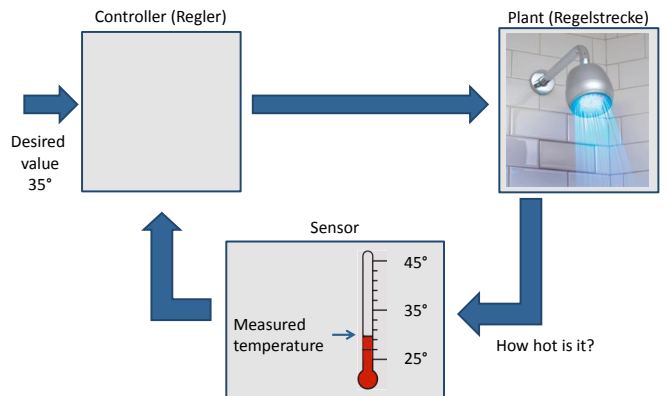 Controller (Regler)
Plant (Regelstrecke)
Desired
value
35°
Sensor
45°
35°
25°
Measured
temperature
How hot is it?